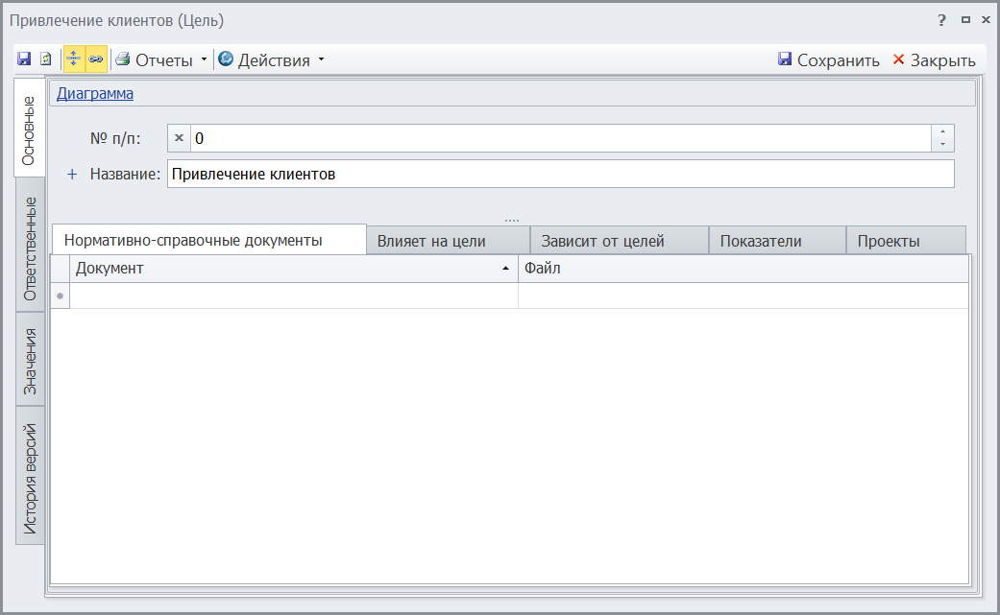 Привлечение клиентов (Цель)
Отчеты Действия Сохранить Закрыть
Основные
Ответственные
Значения
История версий
Диаграмма
№ п/п: 0
+ Название: Привлечение клиентов
Нормативно-справочные документы Влияет на цели Зависит от целей Показатели Проекты
Документ Файл